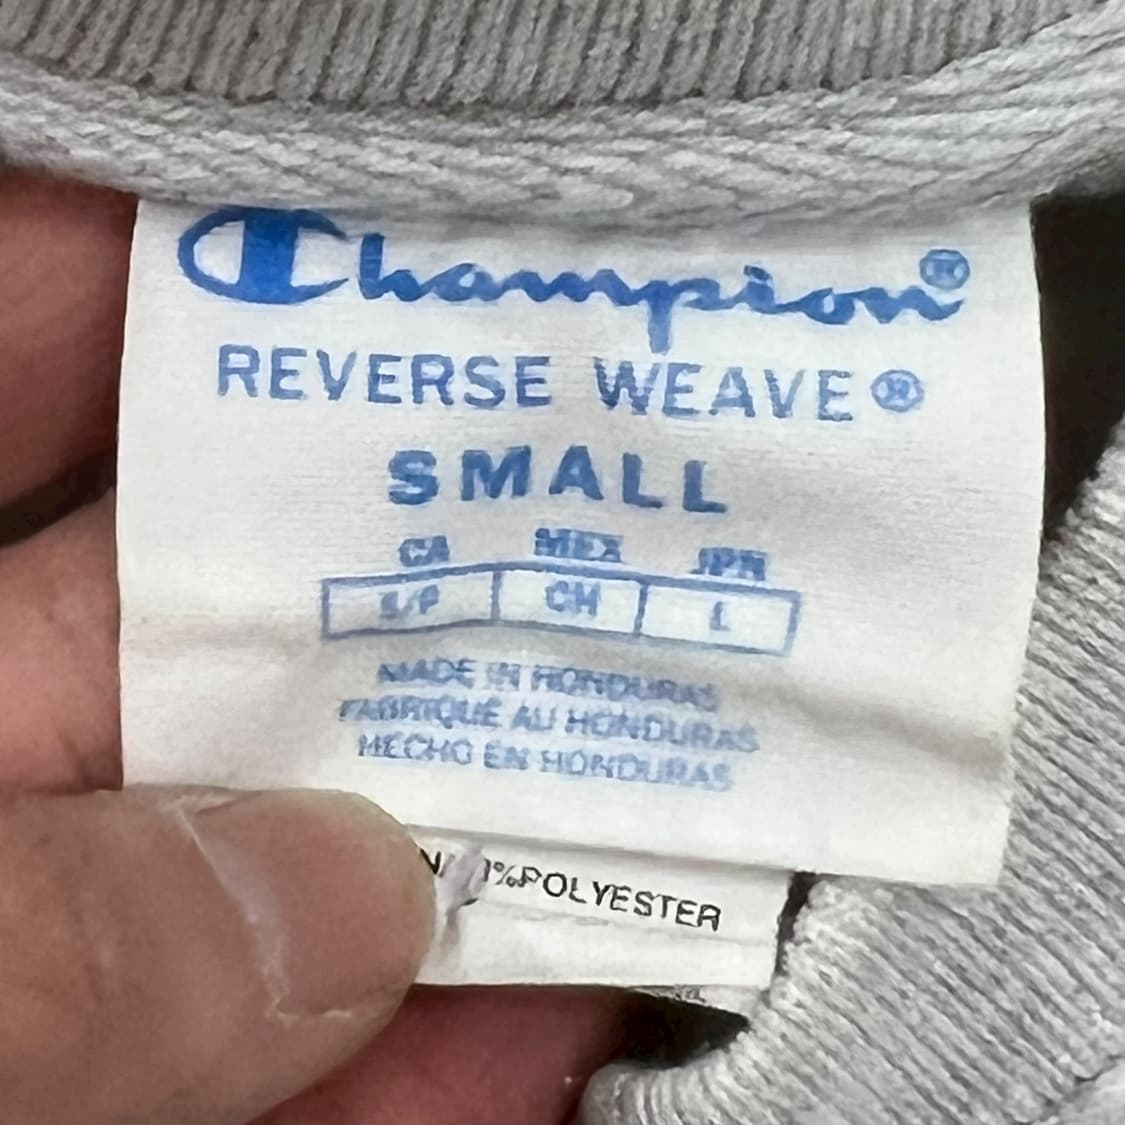 Champion®
REVERSE WEAVE®
SMALL
CA MEX JPN
S/P CH L
MADE IN HONDURAS
FABRIQUÉ AU HONDURAS
HECHO EN HONDURAS
%POLYESTER